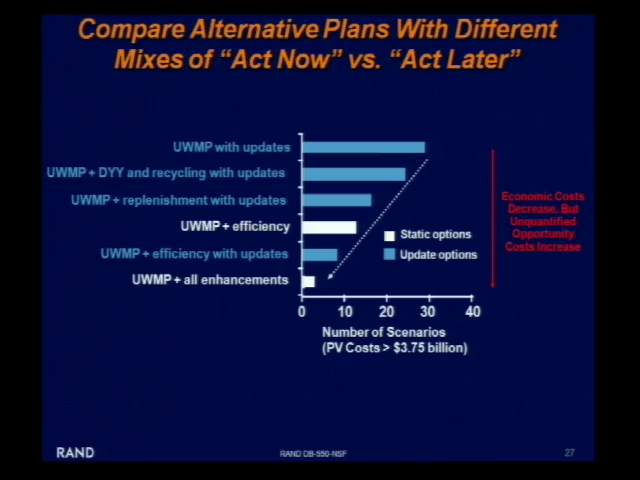 Compare Alternative Plans With Different
Mixes of “Act Now” vs. “Act Later”
UWMP with updates
UWMP + DYY and recycling with updates
UWMP + replenishment with updates
UWMP + efficiency
UWMP + efficiency with updates
UWMP + all enhancements
Static options
Update options
Economic Costs
Decrease, But
Unquantified
Opportunity
Costs Increase
0 10 20 30 40
Number of Scenarios
(PV Costs > $3.75 billion)
RAND
RAND DB-550-NSF
27